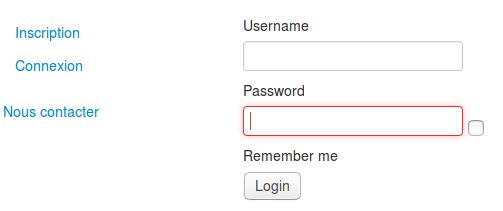 Inscription
Connexion
Nous contacter
Username
Password
Remember me
Login